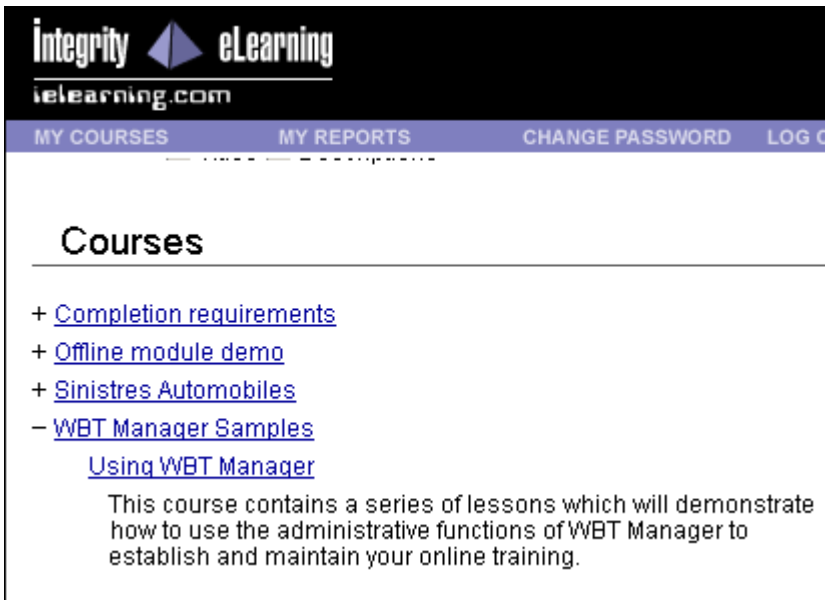 integrity eLearning
ielearning.com
MY COURSES MY REPORTS CHANGE PASSWORD LOG
Courses
+ Completion requirements
+ Offline module demo
+ Sinistres Automobiles
– WBT Manager Samples
Using WBT Manager
This course contains a series of lessons which will demonstrate
how to use the administrative functions of WBT Manager to
establish and maintain your online training.